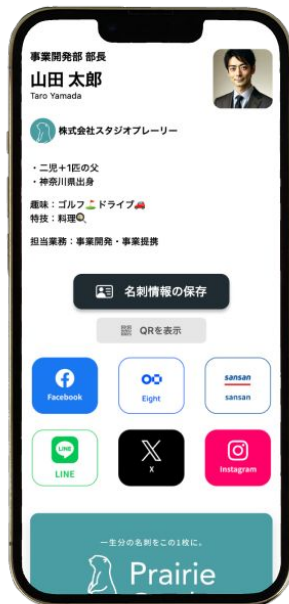 事業開発部 部長
山田 太郎
Taro Yamada
株式会社スタジオプレーリー
・二児+1匹の父
・神奈川県出身
趣味：ゴルフ⛳ドライブ🚗
特技：料理🍳
担当業務：事業開発・事業提携
名刺情報の保存
QRを表示
Facebook
Eight
sansan
sansan
LINE
LINE
X
Instagram
一生分の名刺をこの1枚に。
Prairie